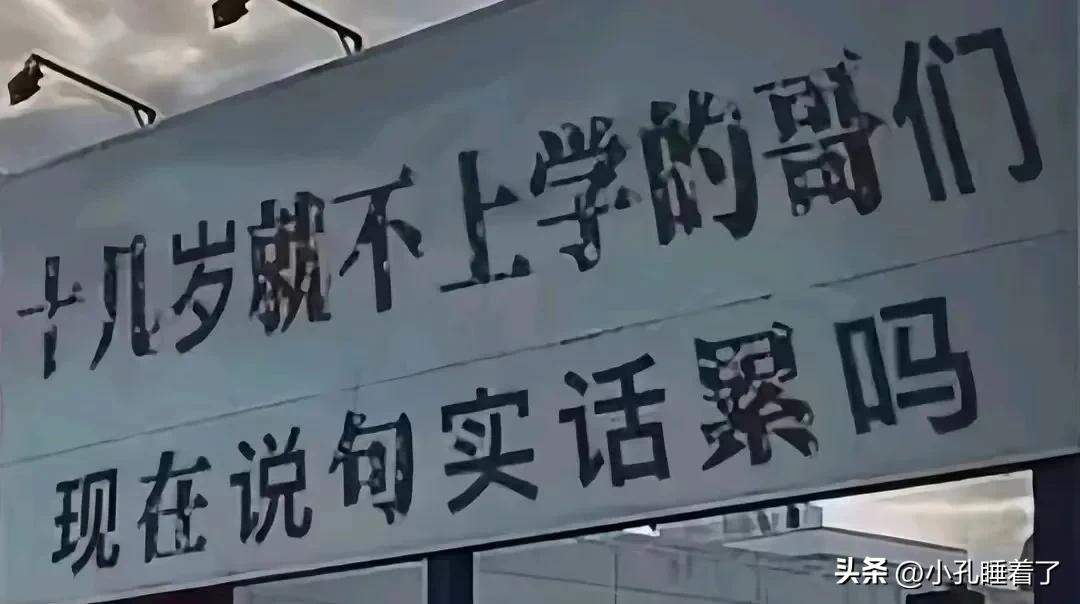 十几岁就不上学的哥们
现在说句实话累吗
头条 @小孔睡着了